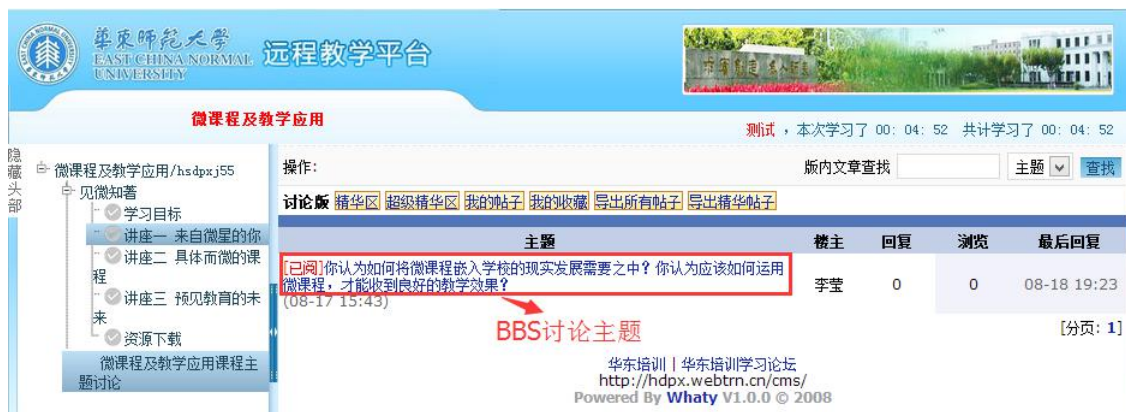 華東師範大學
EAST CHINA NORMAL
UNIVERSITY
远程教学平台
微课程及教学应用
测试，本次学习了 00: 04: 52 共计学习了 00: 04: 52
隐藏头部
微课程及教学应用/hsdpxj55
见微知著
学习目标
讲座一 来自微星的你
讲座二 具体而微的课
程
讲座三 预见教育的未
来
资源下载
微课程及教学应用课程主
题讨论
操作：
版内文章查找
主题
查找
讨论版 精华区 超级精华区 我的帖子 我的收藏 导出所有帖子 导出精华帖子
主题 楼主 回复 浏览 最后回复
[已阅]你认为如何将微课程嵌入学校的现实发展需要之中？你认为应该如何运用
微课程，才能收到良好的教学效果？
(08-17 15:43)
李莹 0 0 08-18 19:23
BBS讨论主题
[分页: 1]
华东培训 | 华东培训学习论坛
http://hdpx.webtrn.cn/cms/
Powered By Whaty V1.0.0 © 2008